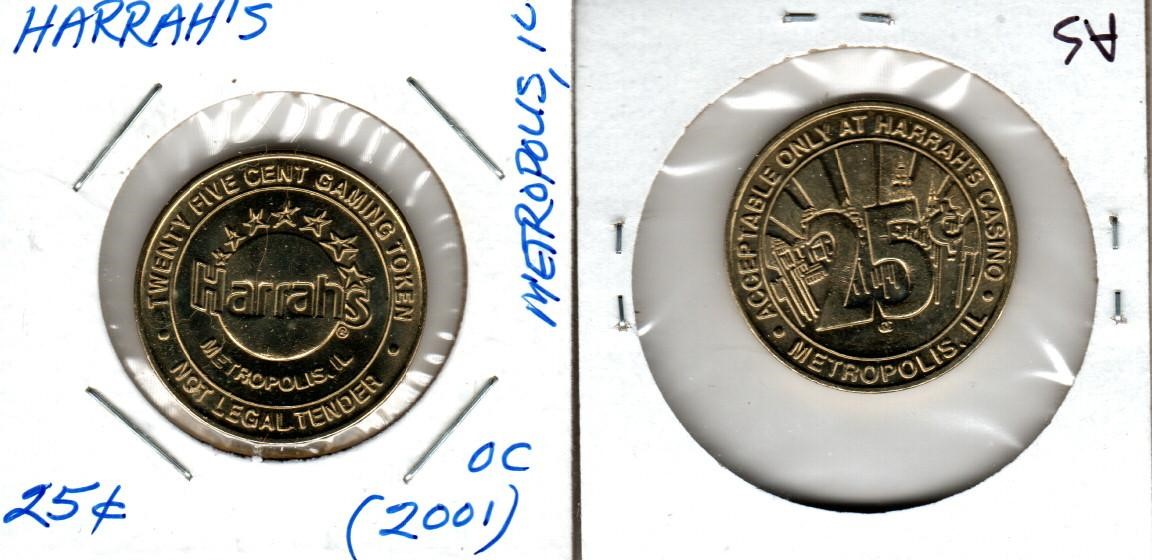 HARRAH'S
METROPOLIS, IL
TWENTY FIVE CENT GAMING TOKEN
Harrah's
METROPOLIS, IL
NOT LEGAL TENDER
25¢
OC
(2001)
AS
ACCEPTABLE ONLY AT HARRAH'S CASINO
25¢
METROPOLIS, IL